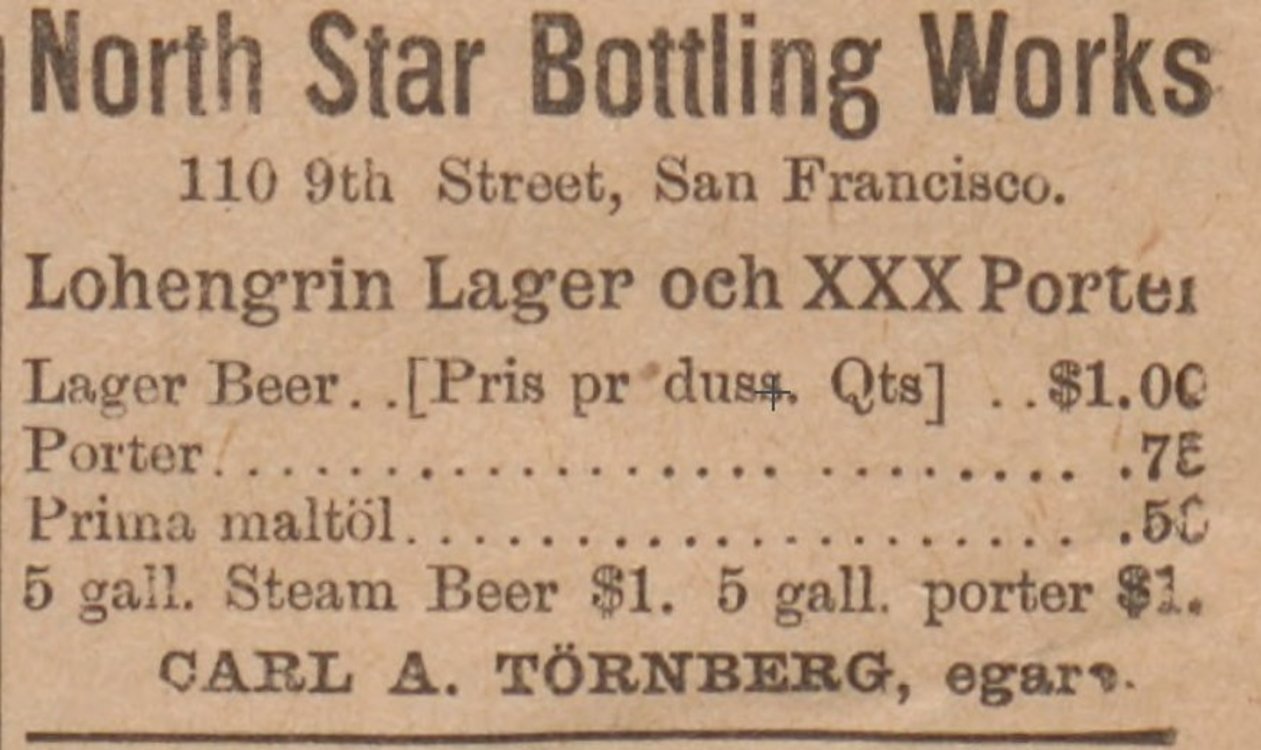 North Star Bottling Works
110 9th Street, San Francisco.
Lohengrin Lager och XXX Porter
Lager Beer. .[Pris pr duss. Qts] . .$1.00
Porter. . . . . . . . . . . . . . . . . . . . . . . . . . . . . . .75
Prima maltöl. . . . . . . . . . . . . . . . . . . . . . . . .50
5 gall. Steam Beer $1. 5 gall. porter $1.
CARL A. TÖRNBERG, egare.